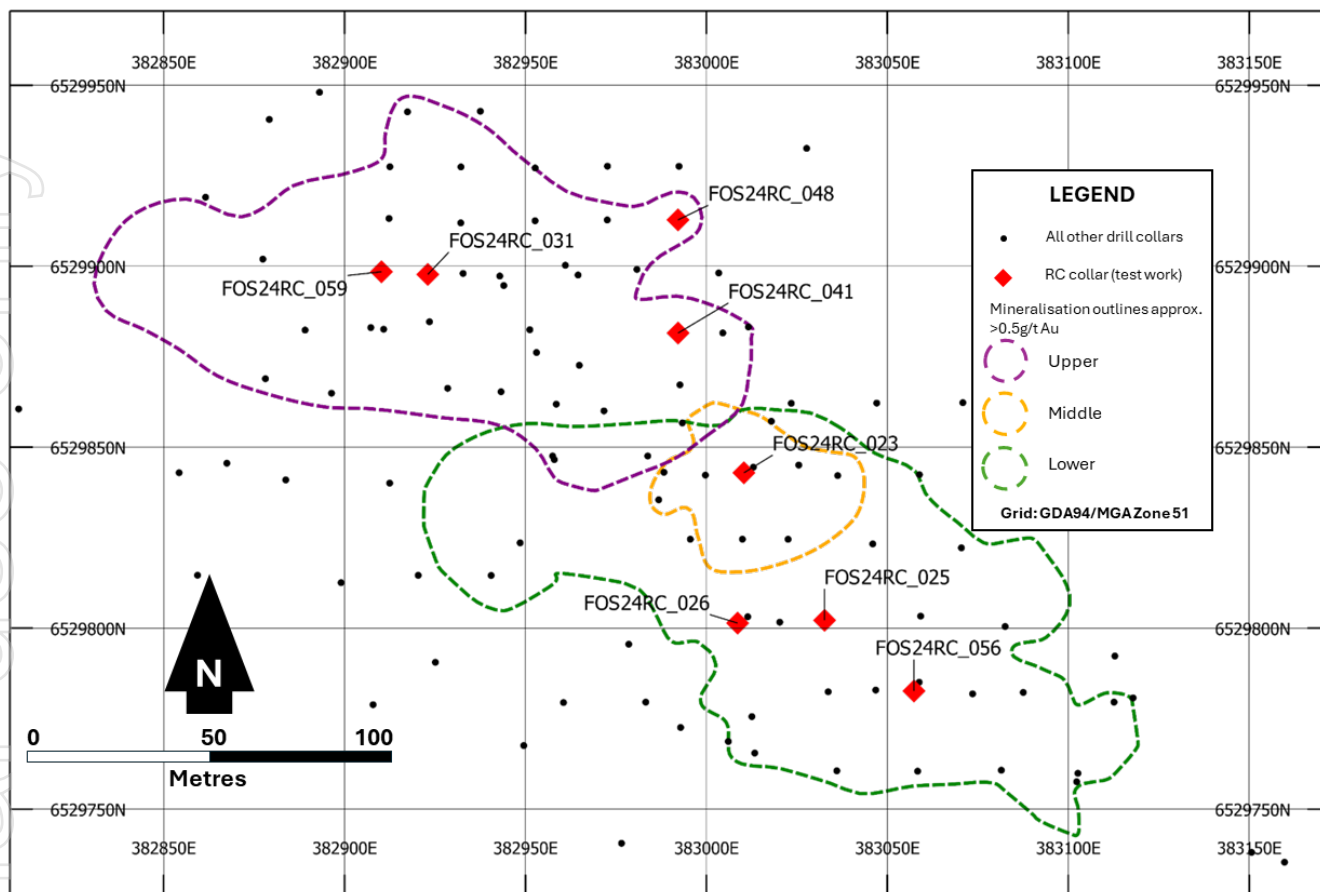 382850E 382900E 382950E 383000E 383050E 383100E 383150E
6529950N 6529950N
FOS24RC_048
LEGEND
All other drill collars
RC collar (test work)
Mineralisation outlines approx.
>0.5g/t Au
Upper
Middle
Lower
Grid: GDA94/MGA Zone 51
FOS24RC_031
6529900N 6529900N
FOS24RC_059
FOS24RC_041
6529850N 6529850N
FOS24RC_023
FOS24RC_025
FOS24RC_026
6529800N 6529800N
FOS24RC_056
N
0 50 100
Metres
6529750N 6529750N
382850E 382900E 382950E 383000E 383050E 383100E 383150E